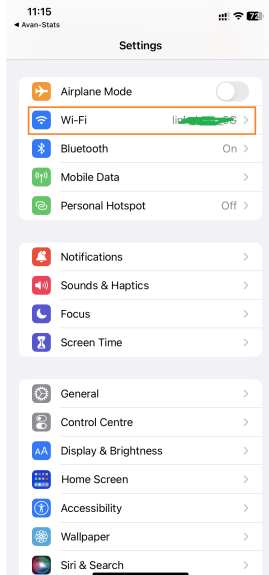 11:15
72
◀ Avan-Stats
Settings
Airplane Mode
Wi-Fi
Bluetooth On
Mobile Data
Personal Hotspot Off
Notifications
Sounds & Haptics
Focus
Screen Time
General
Control Centre
AA Display & Brightness
Home Screen
Accessibility
Wallpaper
Siri & Search